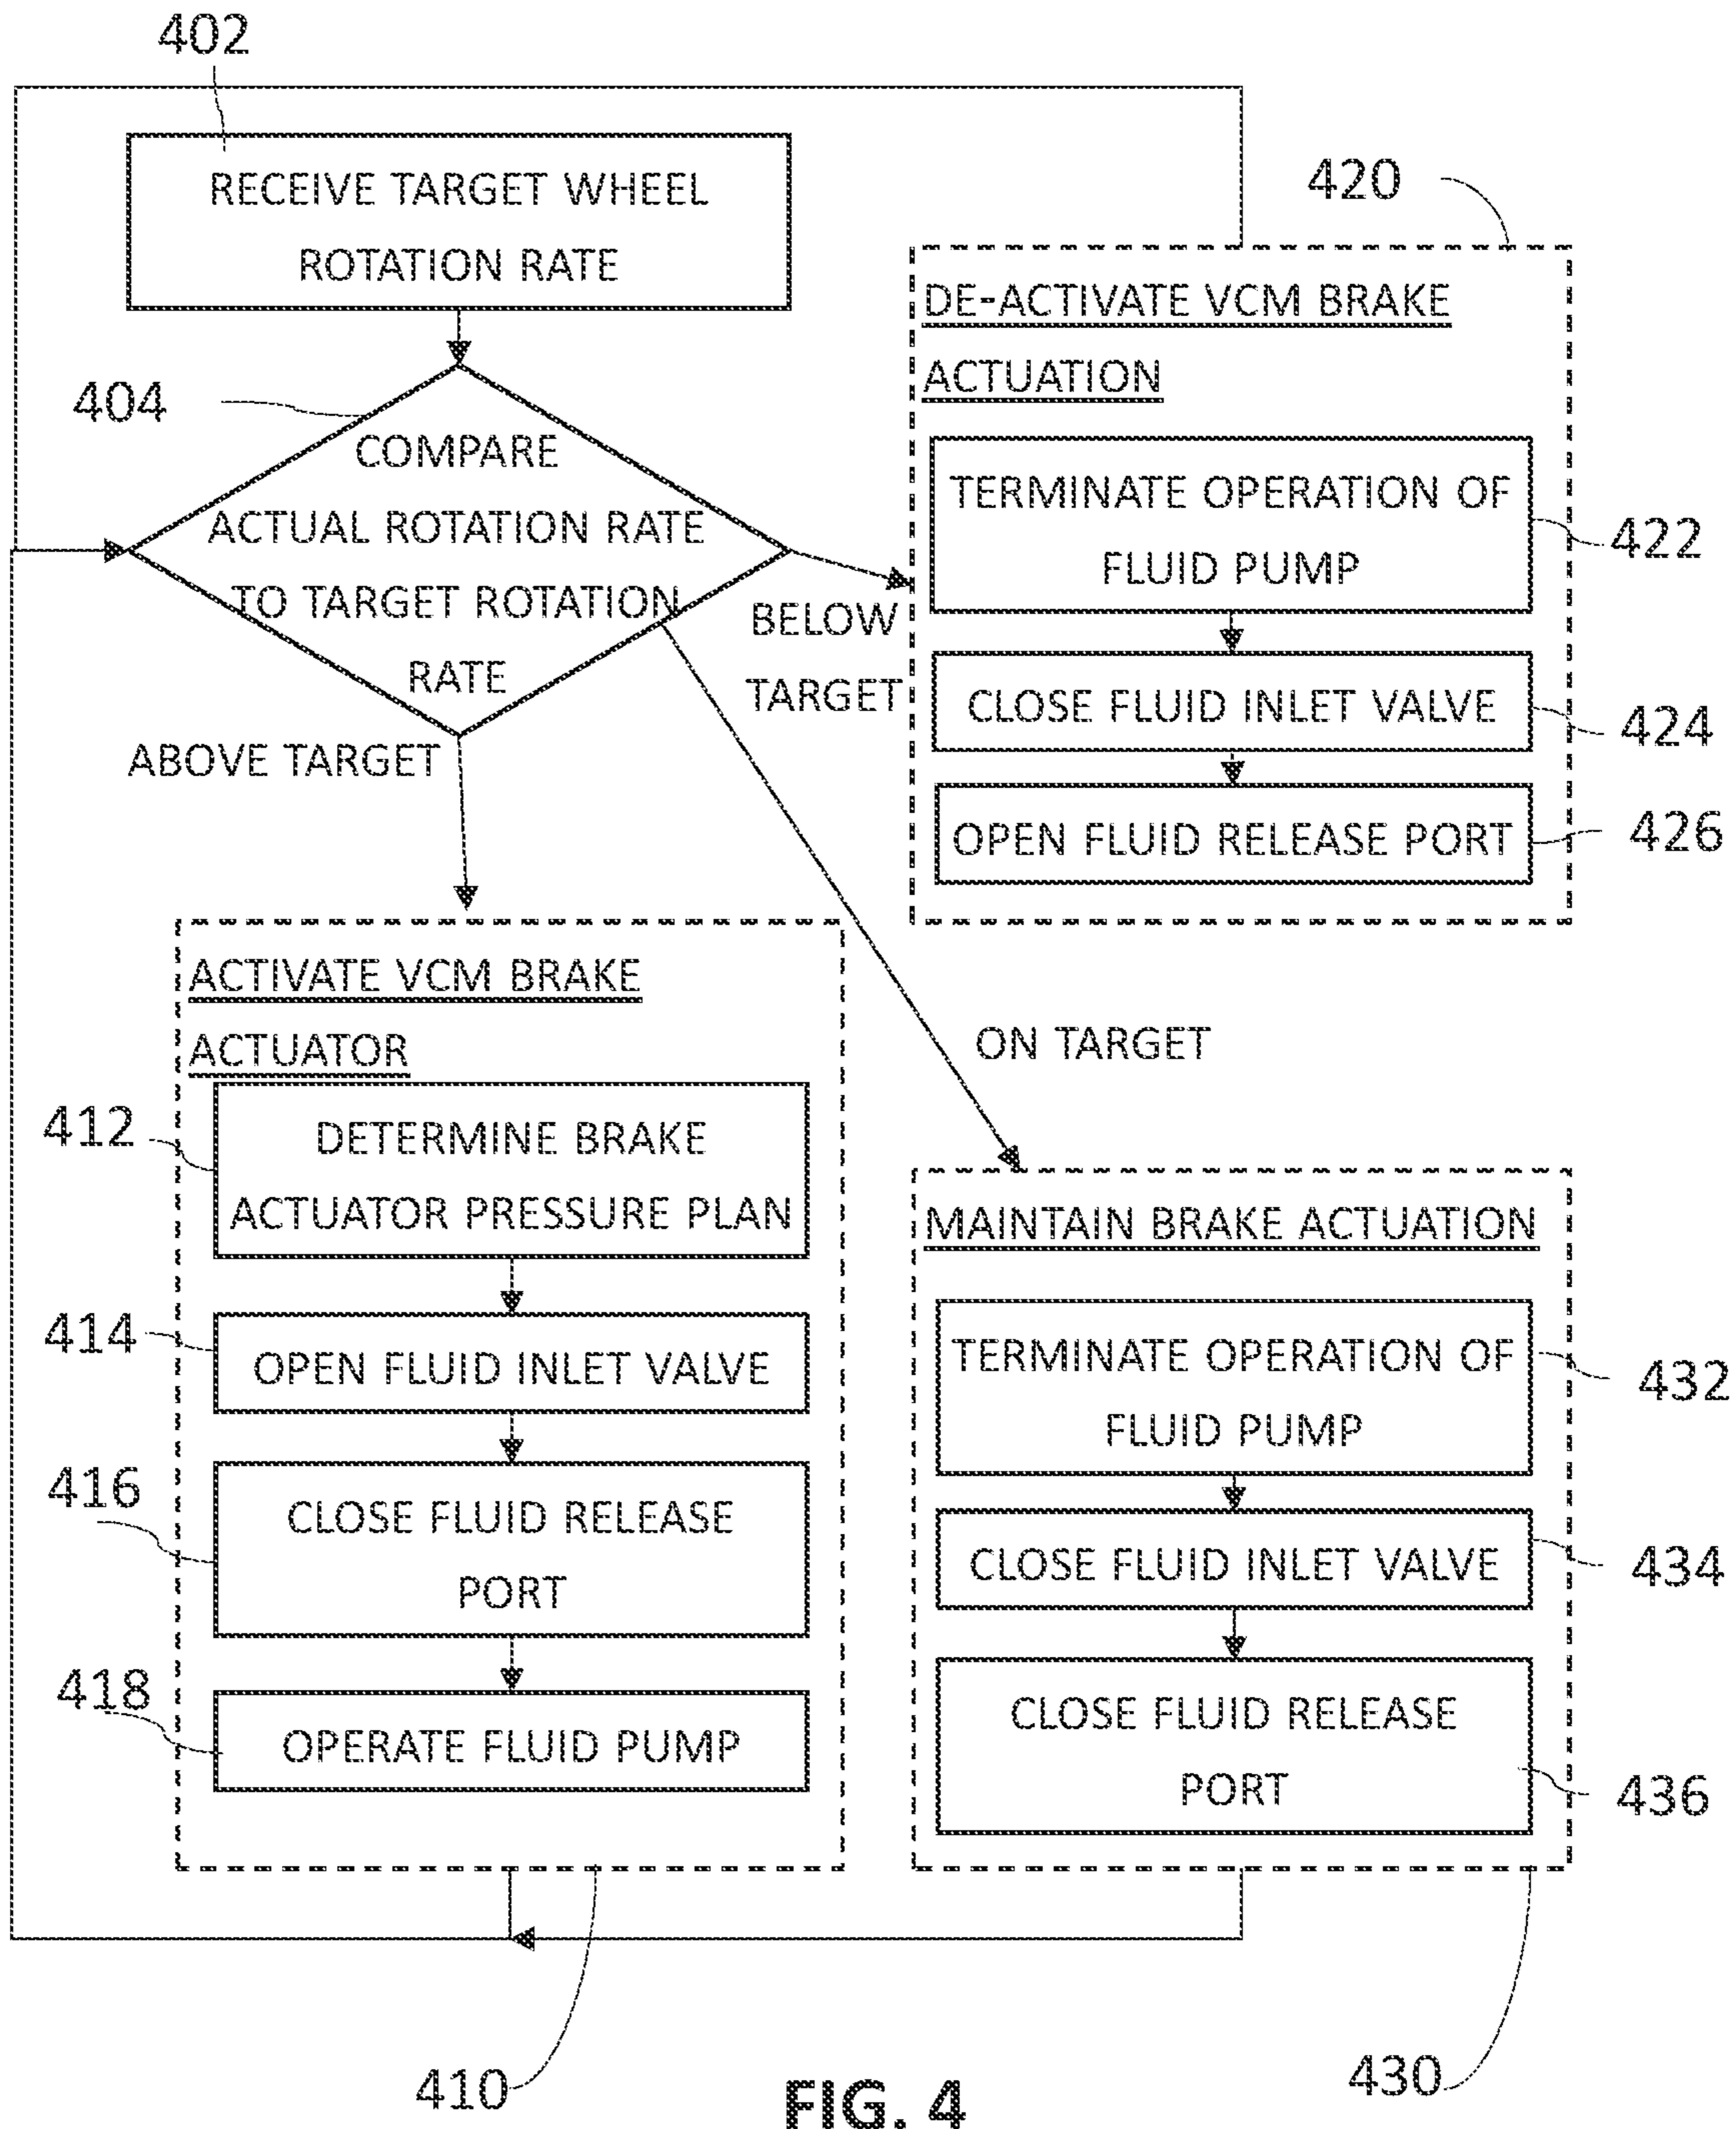 402
RECEIVE TARGET WHEEL
ROTATION RATE
404
COMPARE
ACTUAL ROTATION RATE
TO TARGET ROTATION
RATE
BELOW
TARGET
ABOVE TARGET
ON TARGET
420
DE-ACTIVATE VCM BRAKE
ACTUATION
TERMINATE OPERATION OF
FLUID PUMP
422
CLOSE FLUID INLET VALVE
424
OPEN FLUID RELEASE PORT
426
ACTIVATE VCM BRAKE
ACTUATOR
412
DETERMINE BRAKE
ACTUATOR PRESSURE PLAN
414
OPEN FLUID INLET VALVE
416
CLOSE FLUID RELEASE
PORT
418
OPERATE FLUID PUMP
410
MAINTAIN BRAKE ACTUATION
TERMINATE OPERATION OF
FLUID PUMP
432
CLOSE FLUID INLET VALVE
434
CLOSE FLUID RELEASE
PORT
436
430
FIG. 4